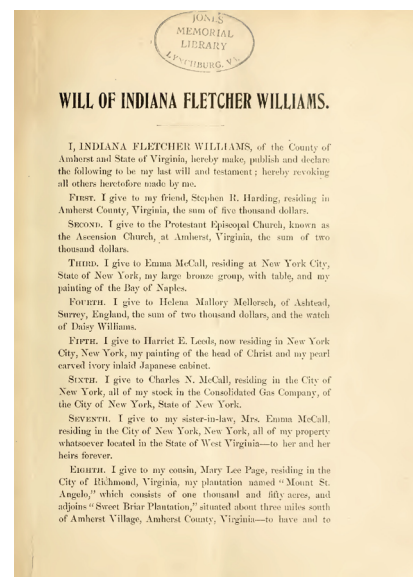 JONES
MEMORIAL
LIBRARY
LYNCHBURG. VA.
WILL OF INDIANA FLETCHER WILLIAMS.
I, INDIANA FLETCHER WILLIAMS, of the County of
Amherst and State of Virginia, hereby make, publish and declare
the following to be my last will and testament; hereby revoking
all others heretofore made by me.
FIRST. I give to my friend, Stephen R. Harding, residing in
Amherst County, Virginia, the sum of five thousand dollars.
SECOND. I give to the Protestant Episcopal Church, known as
the Ascension Church, at Amherst, Virginia, the sum of two
thousand dollars.
THIRD. I give to Emma McCall, residing at New York City,
State of New York, my large bronze group, with table, and my
painting of the Bay of Naples.
FOURTH. I give to Helena Mallory Mellorsch, of Ashtead,
Surrey, England, the sum of two thousand dollars, and the watch
of Daisy Williams.
FIFTH. I give to Harriet E. Leeds, now residing in New York
City, New York, my painting of the head of Christ and my pearl
carved ivory inlaid Japanese cabinet.
SIXTH. I give to Charles N. McCall, residing in the City of
New York, all of my stock in the Consolidated Gas Company, of
the City of New York, State of New York.
SEVENTH. I give to my sister-in-law, Mrs. Emma McCall,
residing in the City of New York, New York, all of my property
whatsoever located in the State of West Virginia—to her and her
heirs forever.
EIGHTH. I give to my cousin, Mary Lee Page, residing in the
City of Richmond, Virginia, my plantation named "Mount St.
Angelo," which consists of one thousand and fifty acres, and
adjoins "Sweet Briar Plantation," situated about three miles south
of Amherst Village, Amherst County, Virginia—to have and to